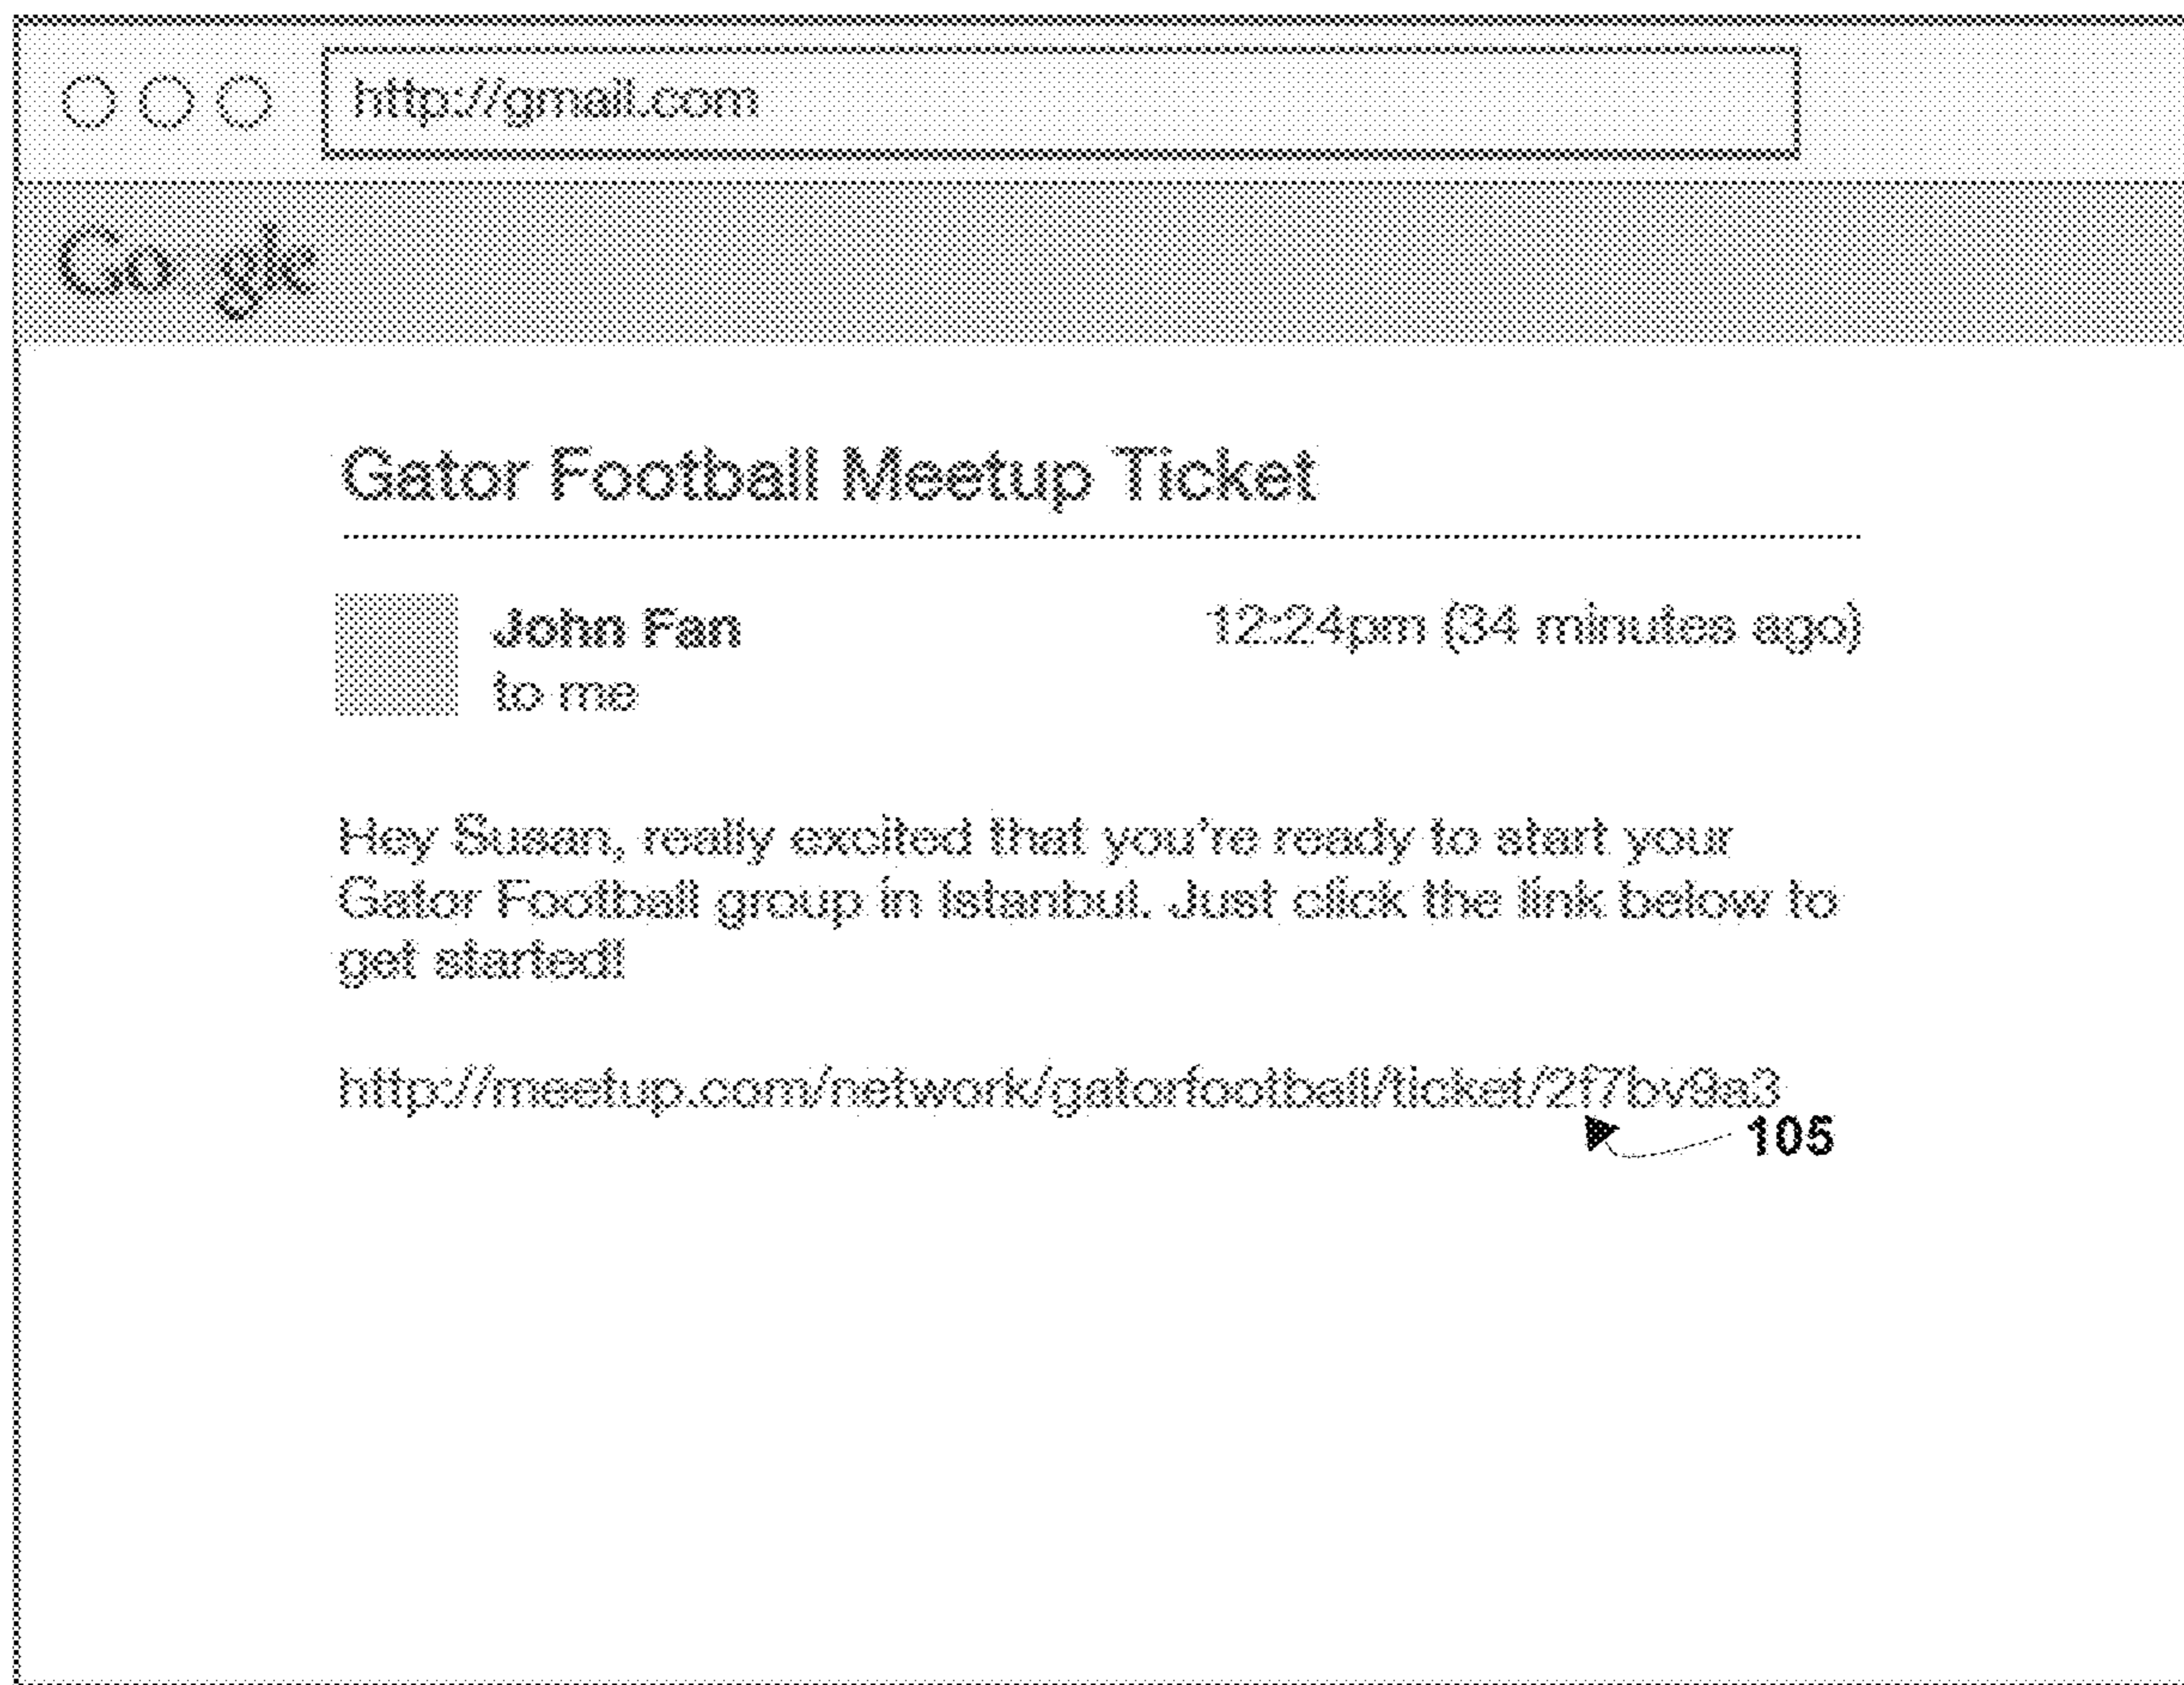 http://gmail.com
Google
Gator Football Meetup Ticket
John Fan 12:24pm (34 minutes ago)
to me
Hey Susan, really excited that you're ready to start your
Gator Football group in Istanbul. Just click the link below to
get started!
http://meetup.com/network/gatorfootball/ticket/2f7bv9a3
105